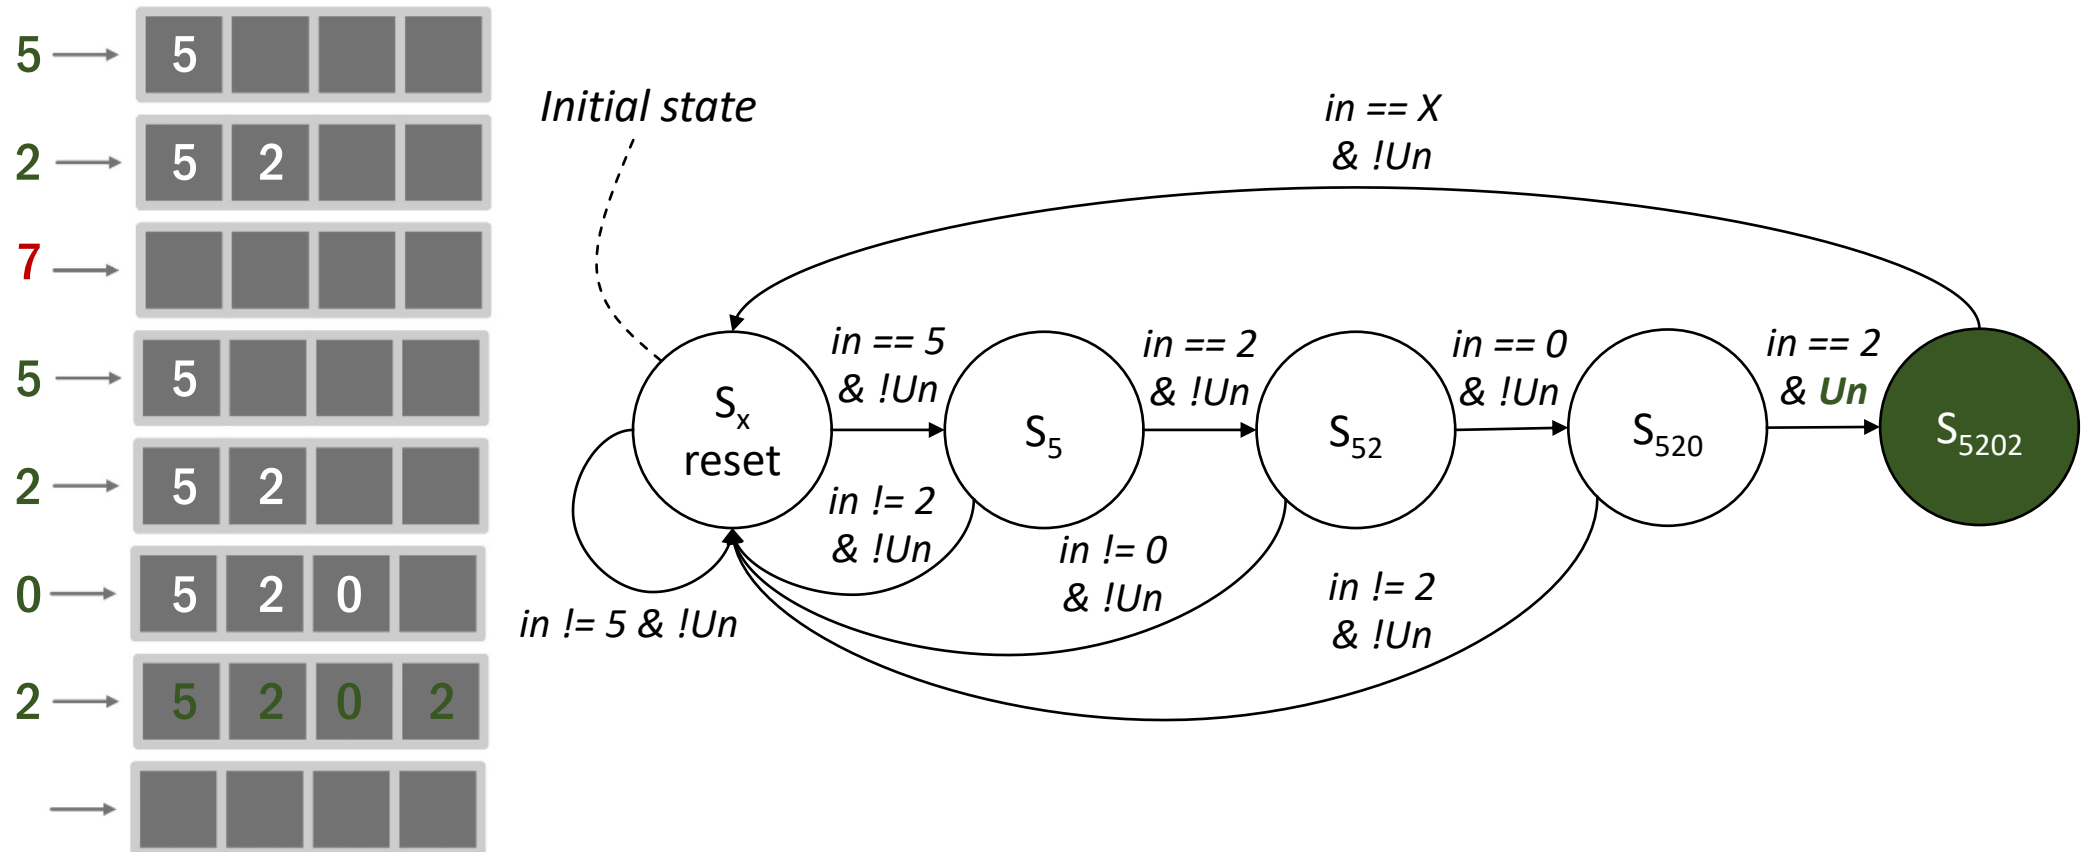 5 5
2 5 2
7
5 5
2 5 2
0 5 2 0
2 5 2 0 2
Initial state
in == X
& !Un
in == 5
& !Un
in == 2
& !Un
in == 0
& !Un
in == 2
& Un
Sx
reset
S5
S52
S520
S5202
in != 2
& !Un
in != 0
& !Un
in != 2
& !Un
in != 5 & !Un